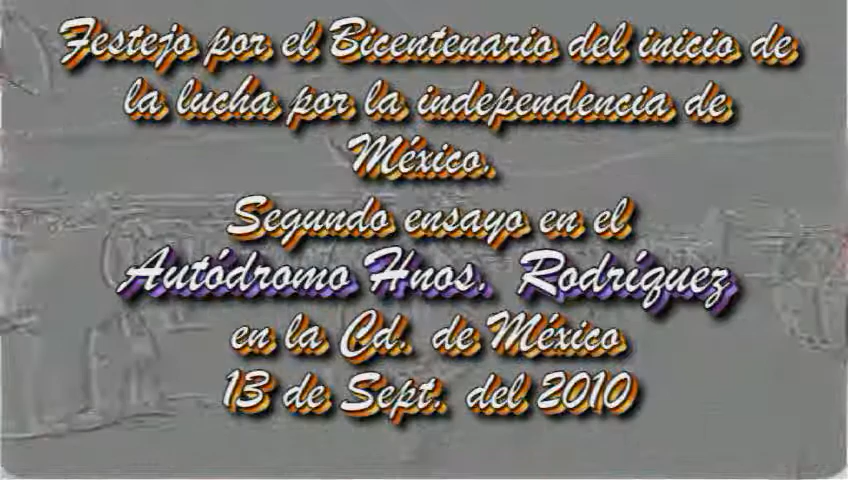 Festejo por el Bicentenario del inicio de
la lucha por la independencia de
México.
Segundo ensayo en el
Autódromo Hnos. Rodríguez
en la Cd. de México
13 de Sept. del 2010